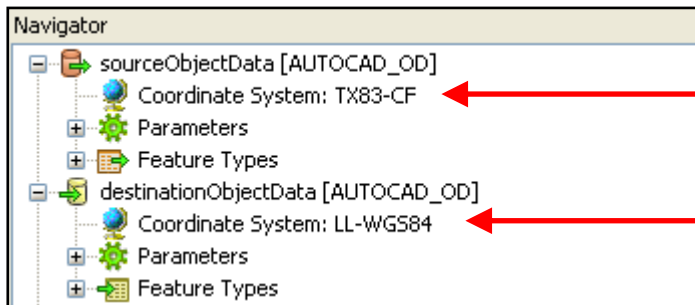 Navigator
sourceObjectData [AUTOCAD_OD]
Coordinate System: TX83-CF
Parameters
Feature Types
destinationObjectData [AUTOCAD_OD]
Coordinate System: LL-WGS84
Parameters
Feature Types